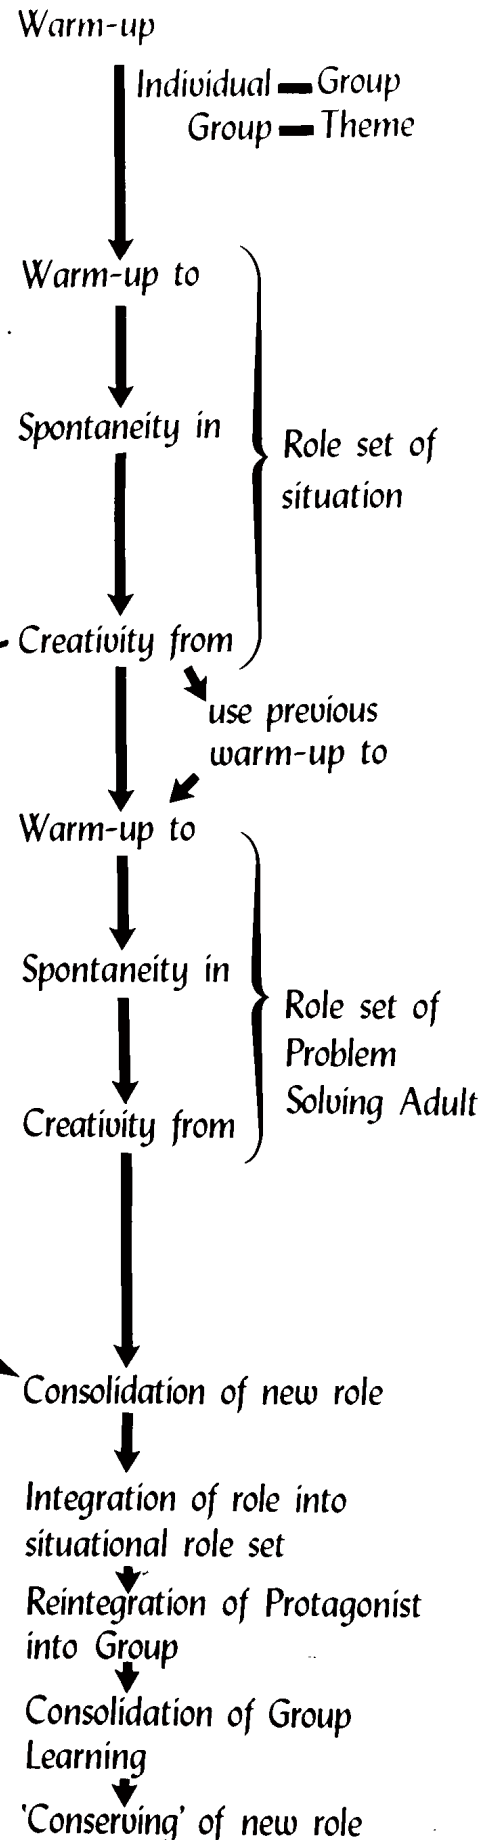 Warm-up
Individual — Group
Group — Theme
Warm-up to
Spontaneity in
Role set of
situation
Creativity from
use previous
warm-up to
Warm-up to
Spontaneity in
Role set of
Problem
Solving Adult
Creativity from
Consolidation of new role
Integration of role into
situational role set
Reintegration of Protagonist
into Group
Consolidation of Group
Learning
'Conserving' of new role